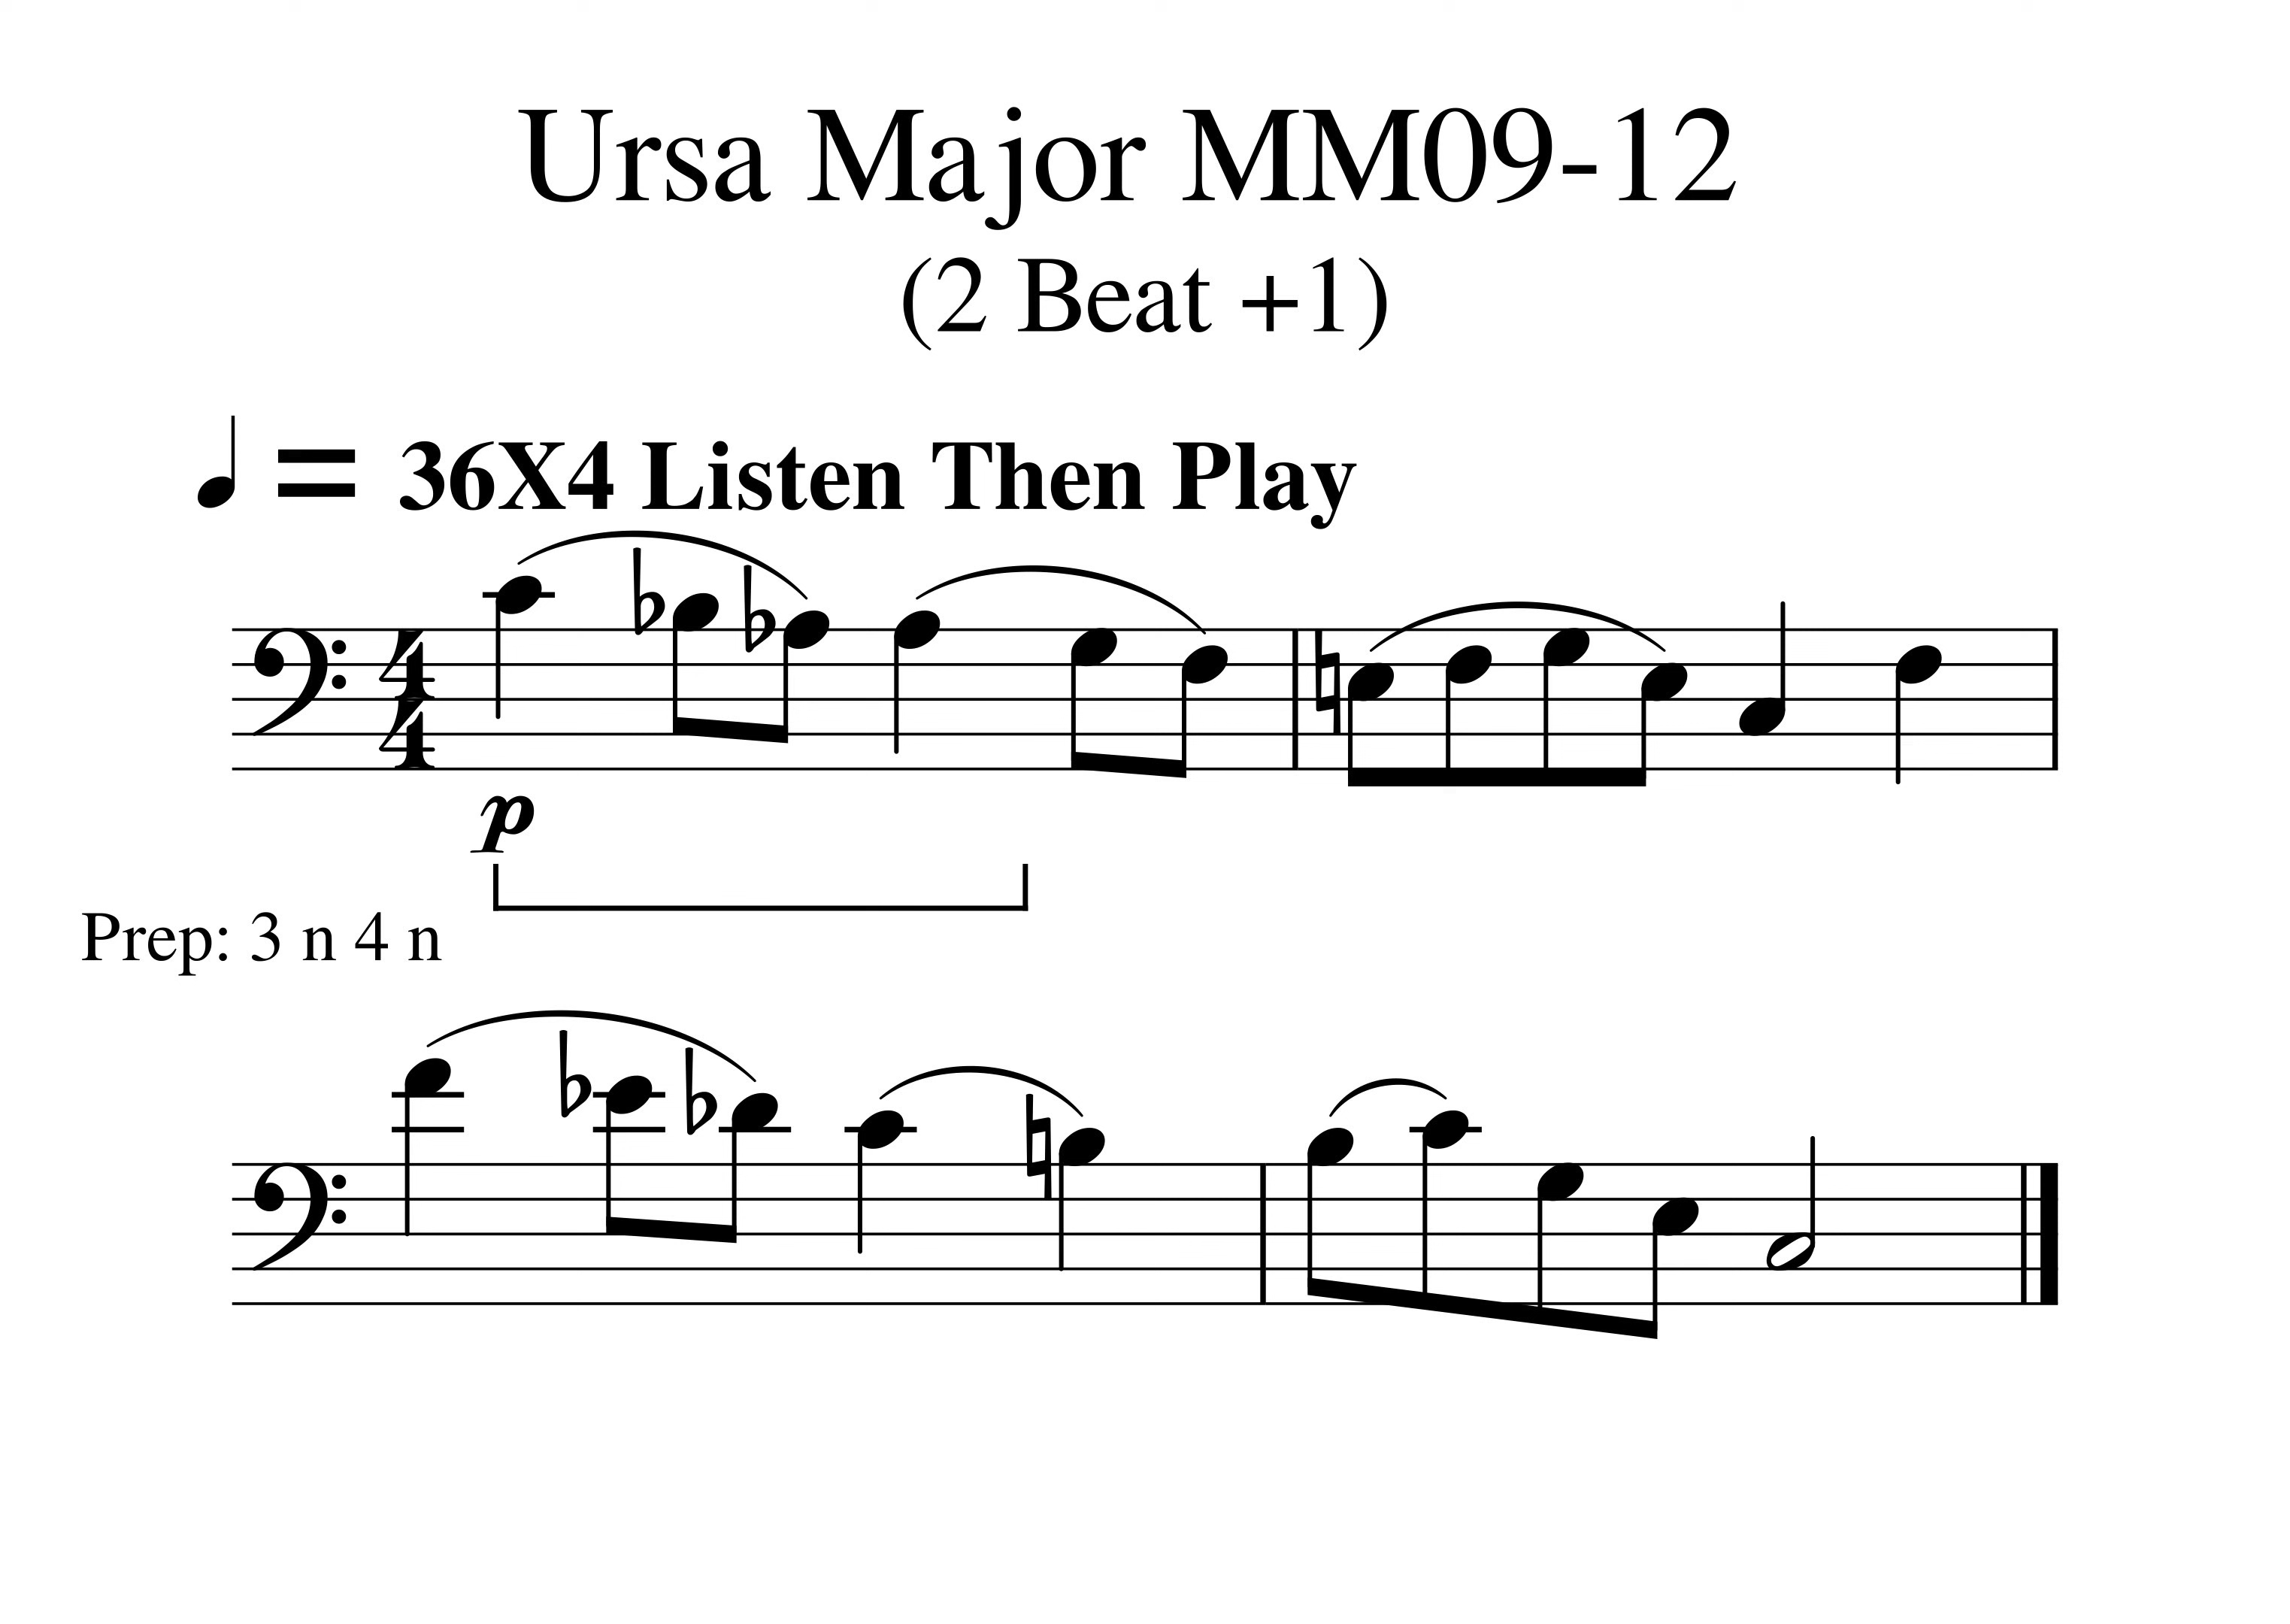 Ursa Major MM09-12
(2 Beat +1)
♩ = 36X4 Listen Then Play
p
Prep: 3 n 4 n